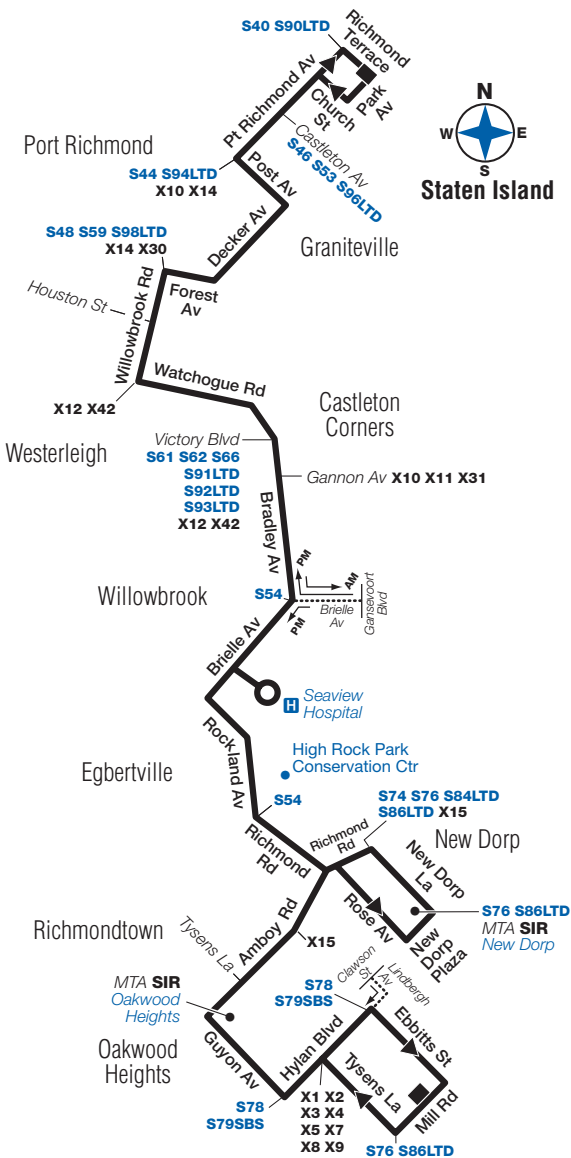 S40 S90LTD
Richmond
Terrace
Pt Richmond Av
Church
St
Park
Av
N
W
E
S
Staten Island
Port Richmond
Castleton Av
S46 S53 S96LTD
S44 S94LTD
X10 X14
Post Av
Decker Av
Graniteville
S48 S59 S98LTD
X14 X30
Forest
Av
Houston St
Willowbrook Rd
Watchogue Rd
X12 X42
Castleton
Corners
Westerleigh
Victory Blvd
S61 S62 S66
S91LTD
S92LTD
S93LTD
X12 X42
Gannon Av X10 X11 X31
Bradley Av
PM
AM
PM
Brielle
Av
Gansevoort
Blvd
Willowbrook
S54
Brielle Av
H
Seaview
Hospital
Rockland Av
High Rock Park
Conservation Ctr
Egbertville
S54
Richmond
Rd
Richmond
Rd
S74 S76 S84LTD
S86LTD X15
New Dorp
New Dorp
La
Rose Av
New
Dorp
Plaza
S76 S86LTD
MTA SIR
New Dorp
Richmondtown
Amboy Rd
X15
Tysens La
MTA SIR
Oakwood
Heights
Oakwood
Heights
Guyon Av
S78
S79SBS
Clawson
St
Lindbergh
Av
Hylan Blvd
Ebbitts St
Tysens La
Mill Rd
S78
S79SBS
X1 X2
X3 X4
X5 X7
X8 X9
S76 S86LTD